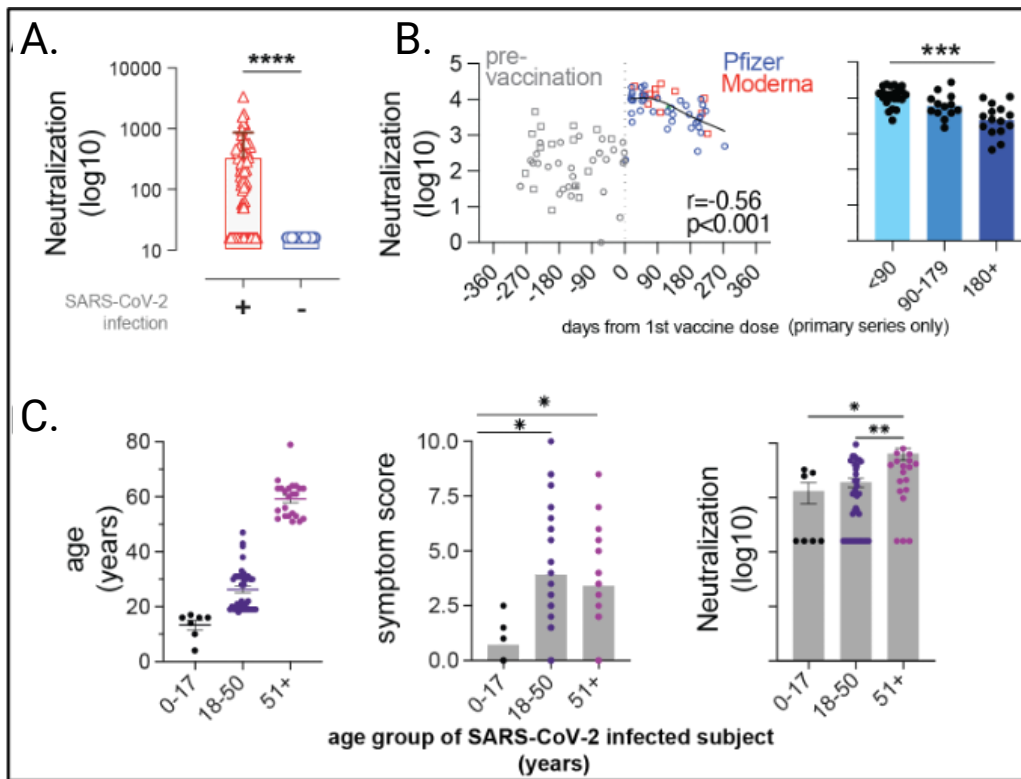 A.
****
10000
1000
100
10
Neutralization
(log10)
SARS-CoV-2
infection
+ -
B.
pre-
vaccination
Pfizer
Moderna
5
4
3
2
1
0
Neutralization
(log10)
r=-0.56
p<0.001
-360 -270 -180 -90 0 90 180 270 360
***
<90 90-179 180+
days from 1st vaccine dose (primary series only)
C.
80
60
40
20
0
age
(years)
0-17 18-50 51+
*
*
10.0
7.5
5.0
2.5
0.0
symptom score
0-17 18-50 51+
*
**
Neutralization
(log10)
0-17 18-50 51+
age group of SARS-CoV-2 infected subject
(years)